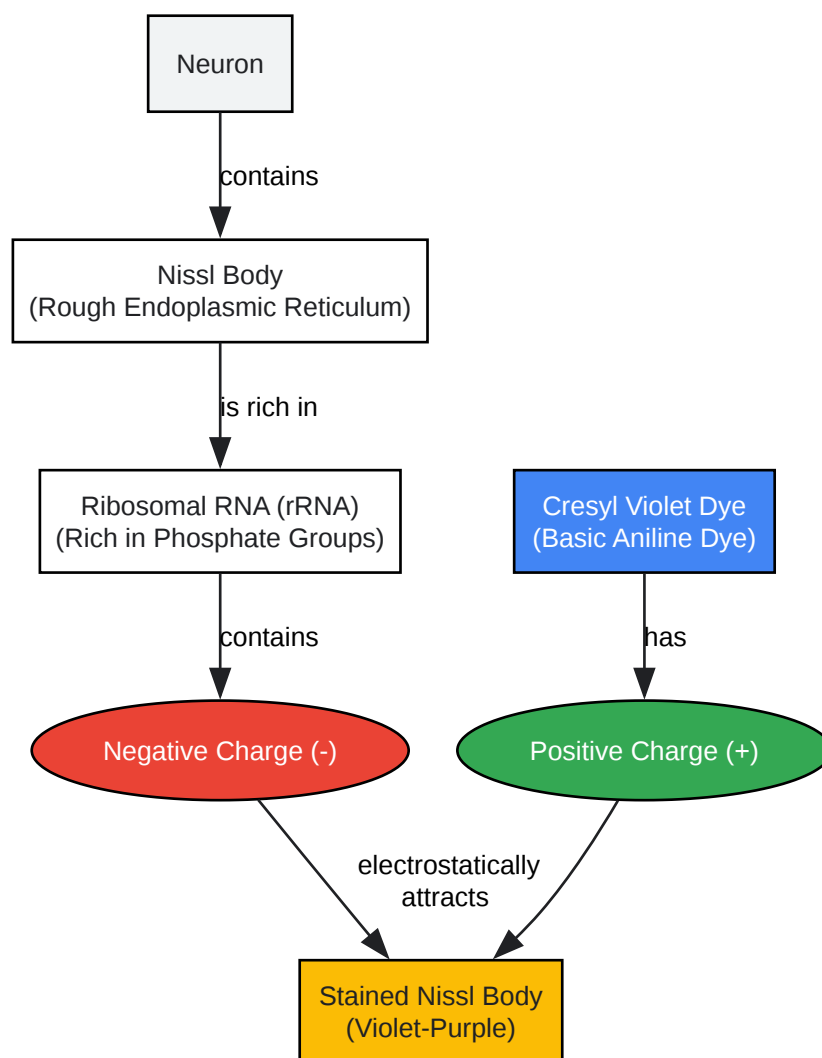 Neuron
contains
Nissl Body
(Rough Endoplasmic Reticulum)
is rich in
Ribosomal RNA (rRNA)
(Rich in Phosphate Groups)
Cresyl Violet Dye
(Basic Aniline Dye)
contains
has
Negative Charge (-)
Positive Charge (+)
electrostatically
attracts
Stained Nissl Body
(Violet-Purple)